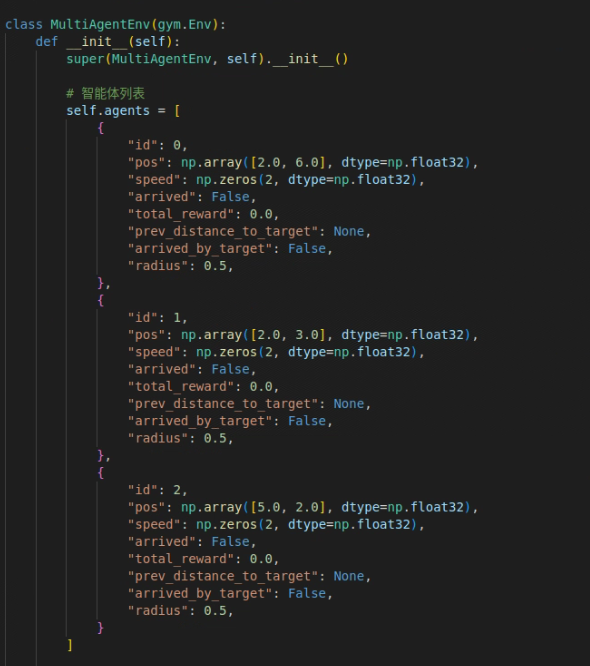 class MultiAgentEnv(gym.Env):
    def __init__(self):
        super(MultiAgentEnv, self).__init__()

        # 智能体列表
        self.agents = [
            {
                "id": 0,
                "pos": np.array([2.0, 6.0], dtype=np.float32),
                "speed": np.zeros(2, dtype=np.float32),
                "arrived": False,
                "total_reward": 0.0,
                "prev_distance_to_target": None,
                "arrived_by_target": False,
                "radius": 0.5,
            },
            {
                "id": 1,
                "pos": np.array([2.0, 3.0], dtype=np.float32),
                "speed": np.zeros(2, dtype=np.float32),
                "arrived": False,
                "total_reward": 0.0,
                "prev_distance_to_target": None,
                "arrived_by_target": False,
                "radius": 0.5,
            },
            {
                "id": 2,
                "pos": np.array([5.0, 2.0], dtype=np.float32),
                "speed": np.zeros(2, dtype=np.float32),
                "arrived": False,
                "total_reward": 0.0,
                "prev_distance_to_target": None,
                "arrived_by_target": False,
                "radius": 0.5,
            }
        ]